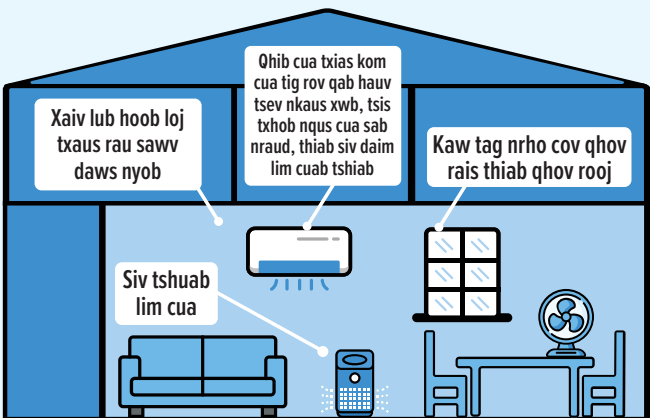 Xaiv lub hoob loj
txaus rau sawv
daws nyob
Qhib cua txias kom
cua tig rov qab hauv
tsev nkaus xwb, tsis
txhob nqus cua sab
nraud, thiab siv daim
lim cuab tshiab
Kaw tag nrho cov qhov
rais thiab qhov rooj
Siv tshuab
lim cua